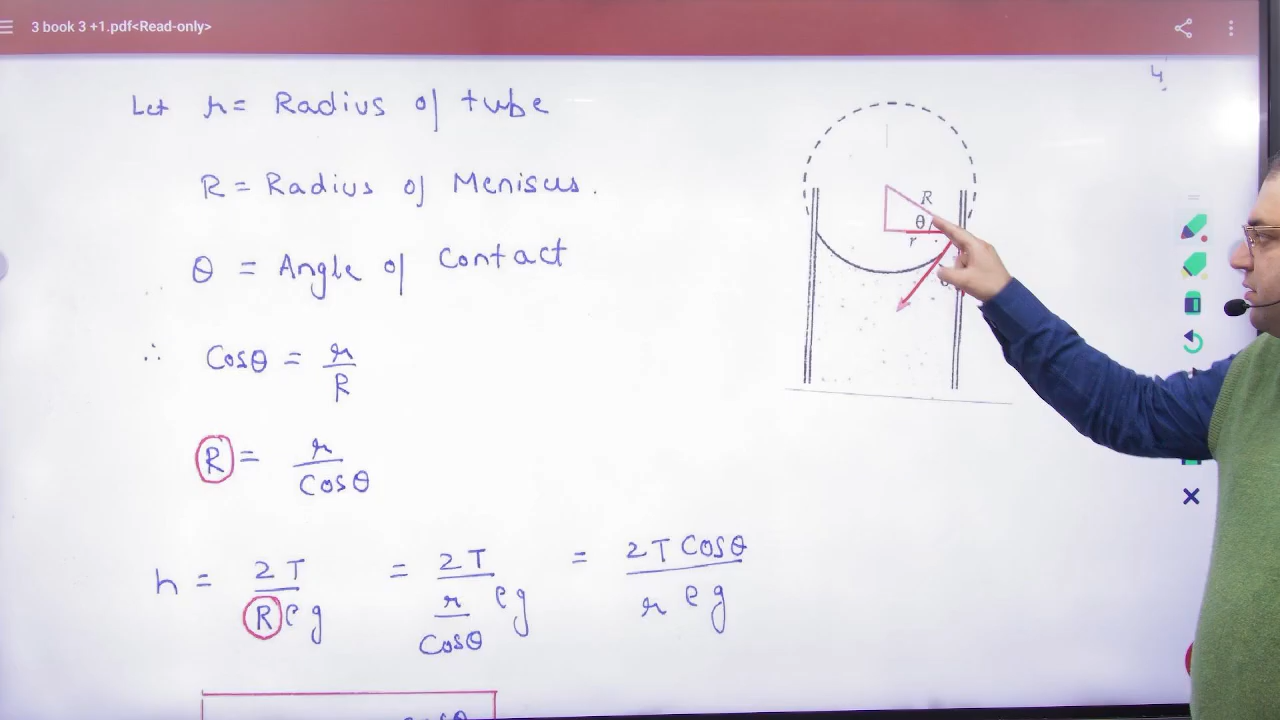 3 book 3 +1.pdf<Read-only>
4
Let r = Radius of tube
R = Radius of Meniscus.
θ = Angle of Contact
∴ Cosθ = r/R
R = r/Cosθ
h = 2T/Rρg = 2T/(r/Cosθ)ρg = 2TCosθ/rρg
R
θ
r
θ
Cosθ